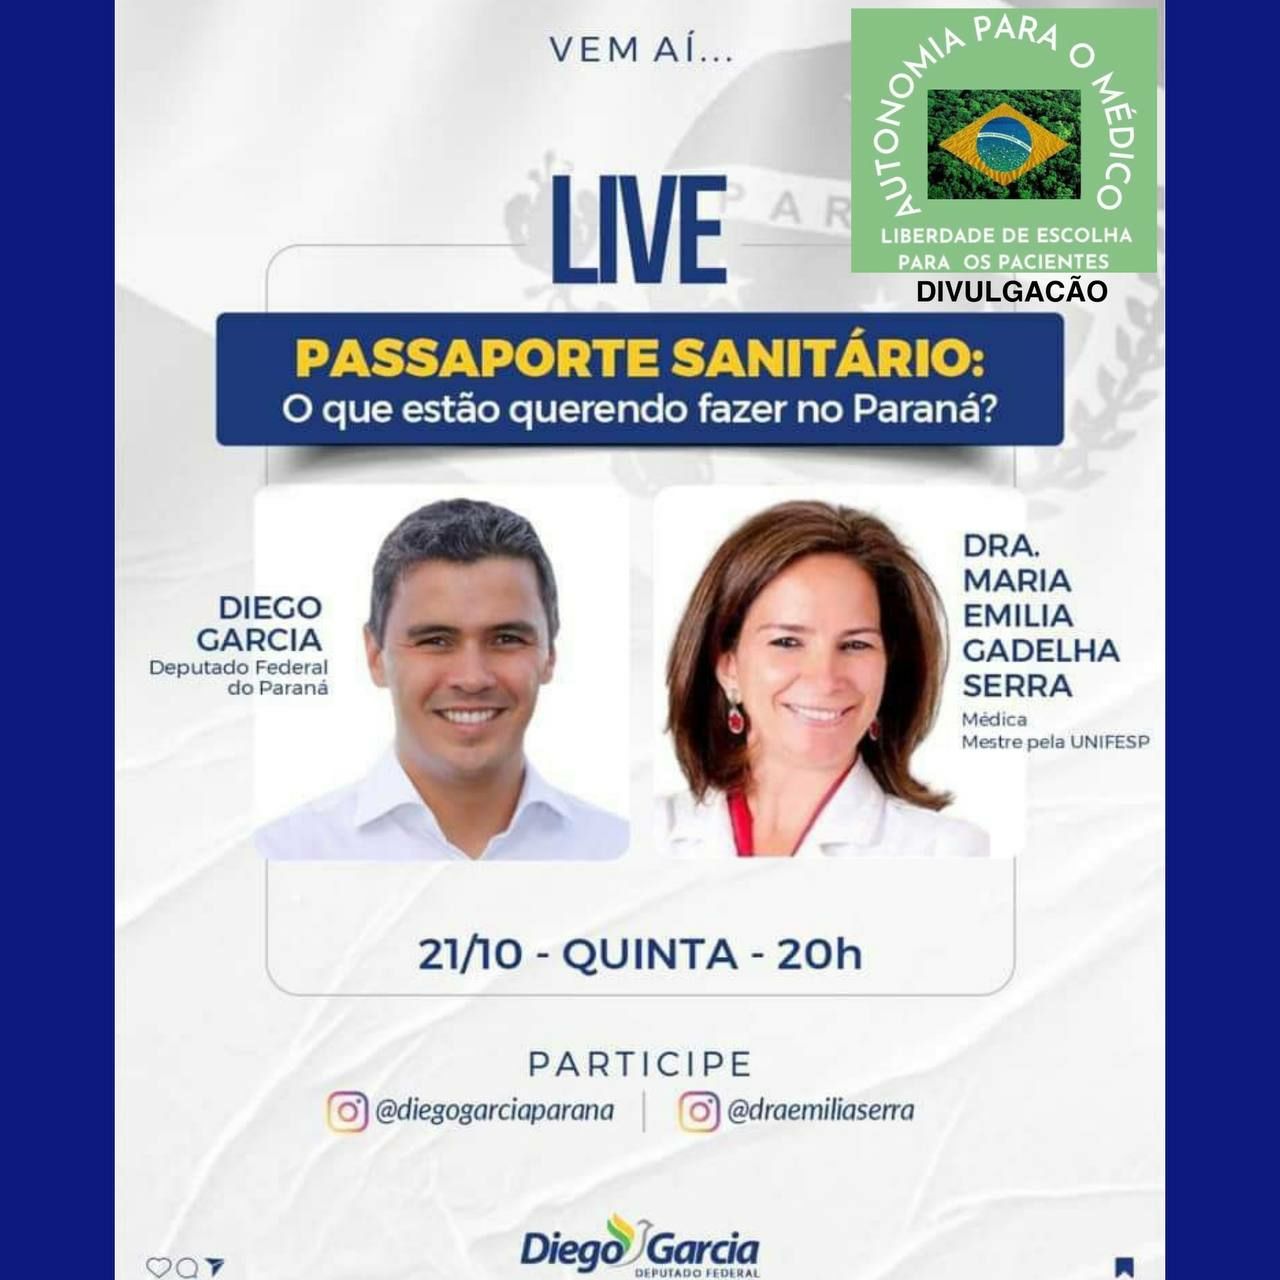 VEM AÍ...
AUTONOMIA PARA O MÉDICO
LIBERDADE DE ESCOLHA
PARA OS PACIENTES
DIVULGACÃO
LIVE
PAR
PASSAPORTE SANITÁRIO:
O que estão querendo fazer no Paraná?
DIEGO
GARCIA
Deputado Federal
do Paraná
DRA.
MARIA
EMILIA
GADELHA
SERRA
Médica
Mestre pela UNIFESP
21/10 - QUINTA - 20h
PARTICIPE
@diegogarciaparana
@draemiliaserra
Diego Garcia
DEPUTADO FEDERAL